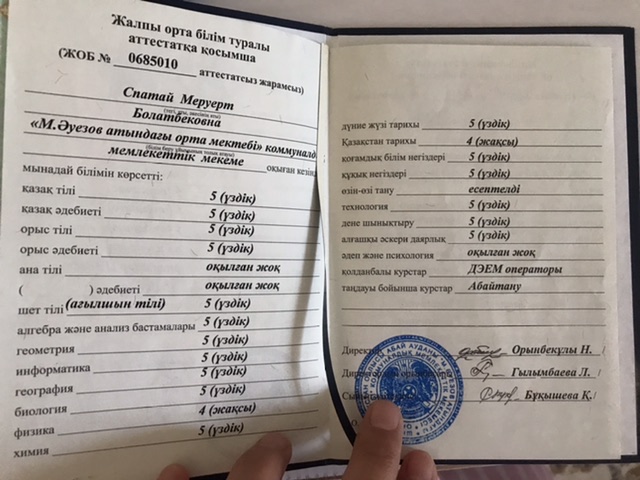 Жалпы орта білім туралы
аттестатқа қосымша
(ЖОБ № 0685010 аттестатсыз жарамсыз)
Спатай Меруерт
Болатбековна
«М.Әуезов атындағы орта мектебі» коммуналд
мемлекеттік мекеме оқыған кезінде
мынадай білімін көрсетті:
қазақ тілі 5 (үздік)
қазақ әдебиеті 5 (үздік)
орыс тілі 5 (үздік)
орыс әдебиеті 5 (үздік)
ана тілі оқылған жоқ
( ) әдебиеті оқылған жоқ
шет тілі (ағылшын тілі) 5 (үздік)
алгебра және анализ бастамалары 5 (үздік)
геометрия 5 (үздік)
информатика 5 (үздік)
география 5 (үздік)
биология 4 (жақсы)
физика 5 (үздік)
химия
дүние жүзі тарихы 5 (үздік)
Қазақстан тарихы 4 (жақсы)
қоғамдық білім негіздері 5 (үздік)
құқық негіздері 5 (үздік)
өзін-өзі тану есептелді
технология 5 (үздік)
дене шынықтыру 5 (үздік)
алғашқы әскери даярлық 5 (үздік)
әдеп және психология оқылған жоқ
қолданбалы курстар ДЭЕМ операторы
таңдауы бойынша курстар Абайтану
Директор Орынбекулы Н. /
Гылымбаева Л. /
Бұқышева Қ. /